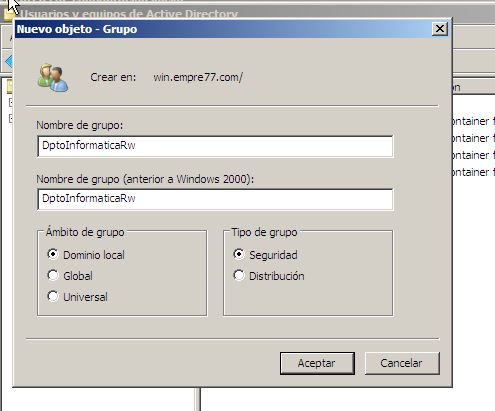 Usuarios y equipos de Active Directory
Nuevo objeto - Grupo
Crear en: win.empre77.com/
Nombre de grupo:
DptoInformaticaRw
Nombre de grupo (anterior a Windows 2000):
DptoInformaticaRw
Ámbito de grupo
Dominio local
Global
Universal
Tipo de grupo
Seguridad
Distribución
Aceptar
Cancelar
ón
ontainer f
ontainer f
ontainer f
ontainer f